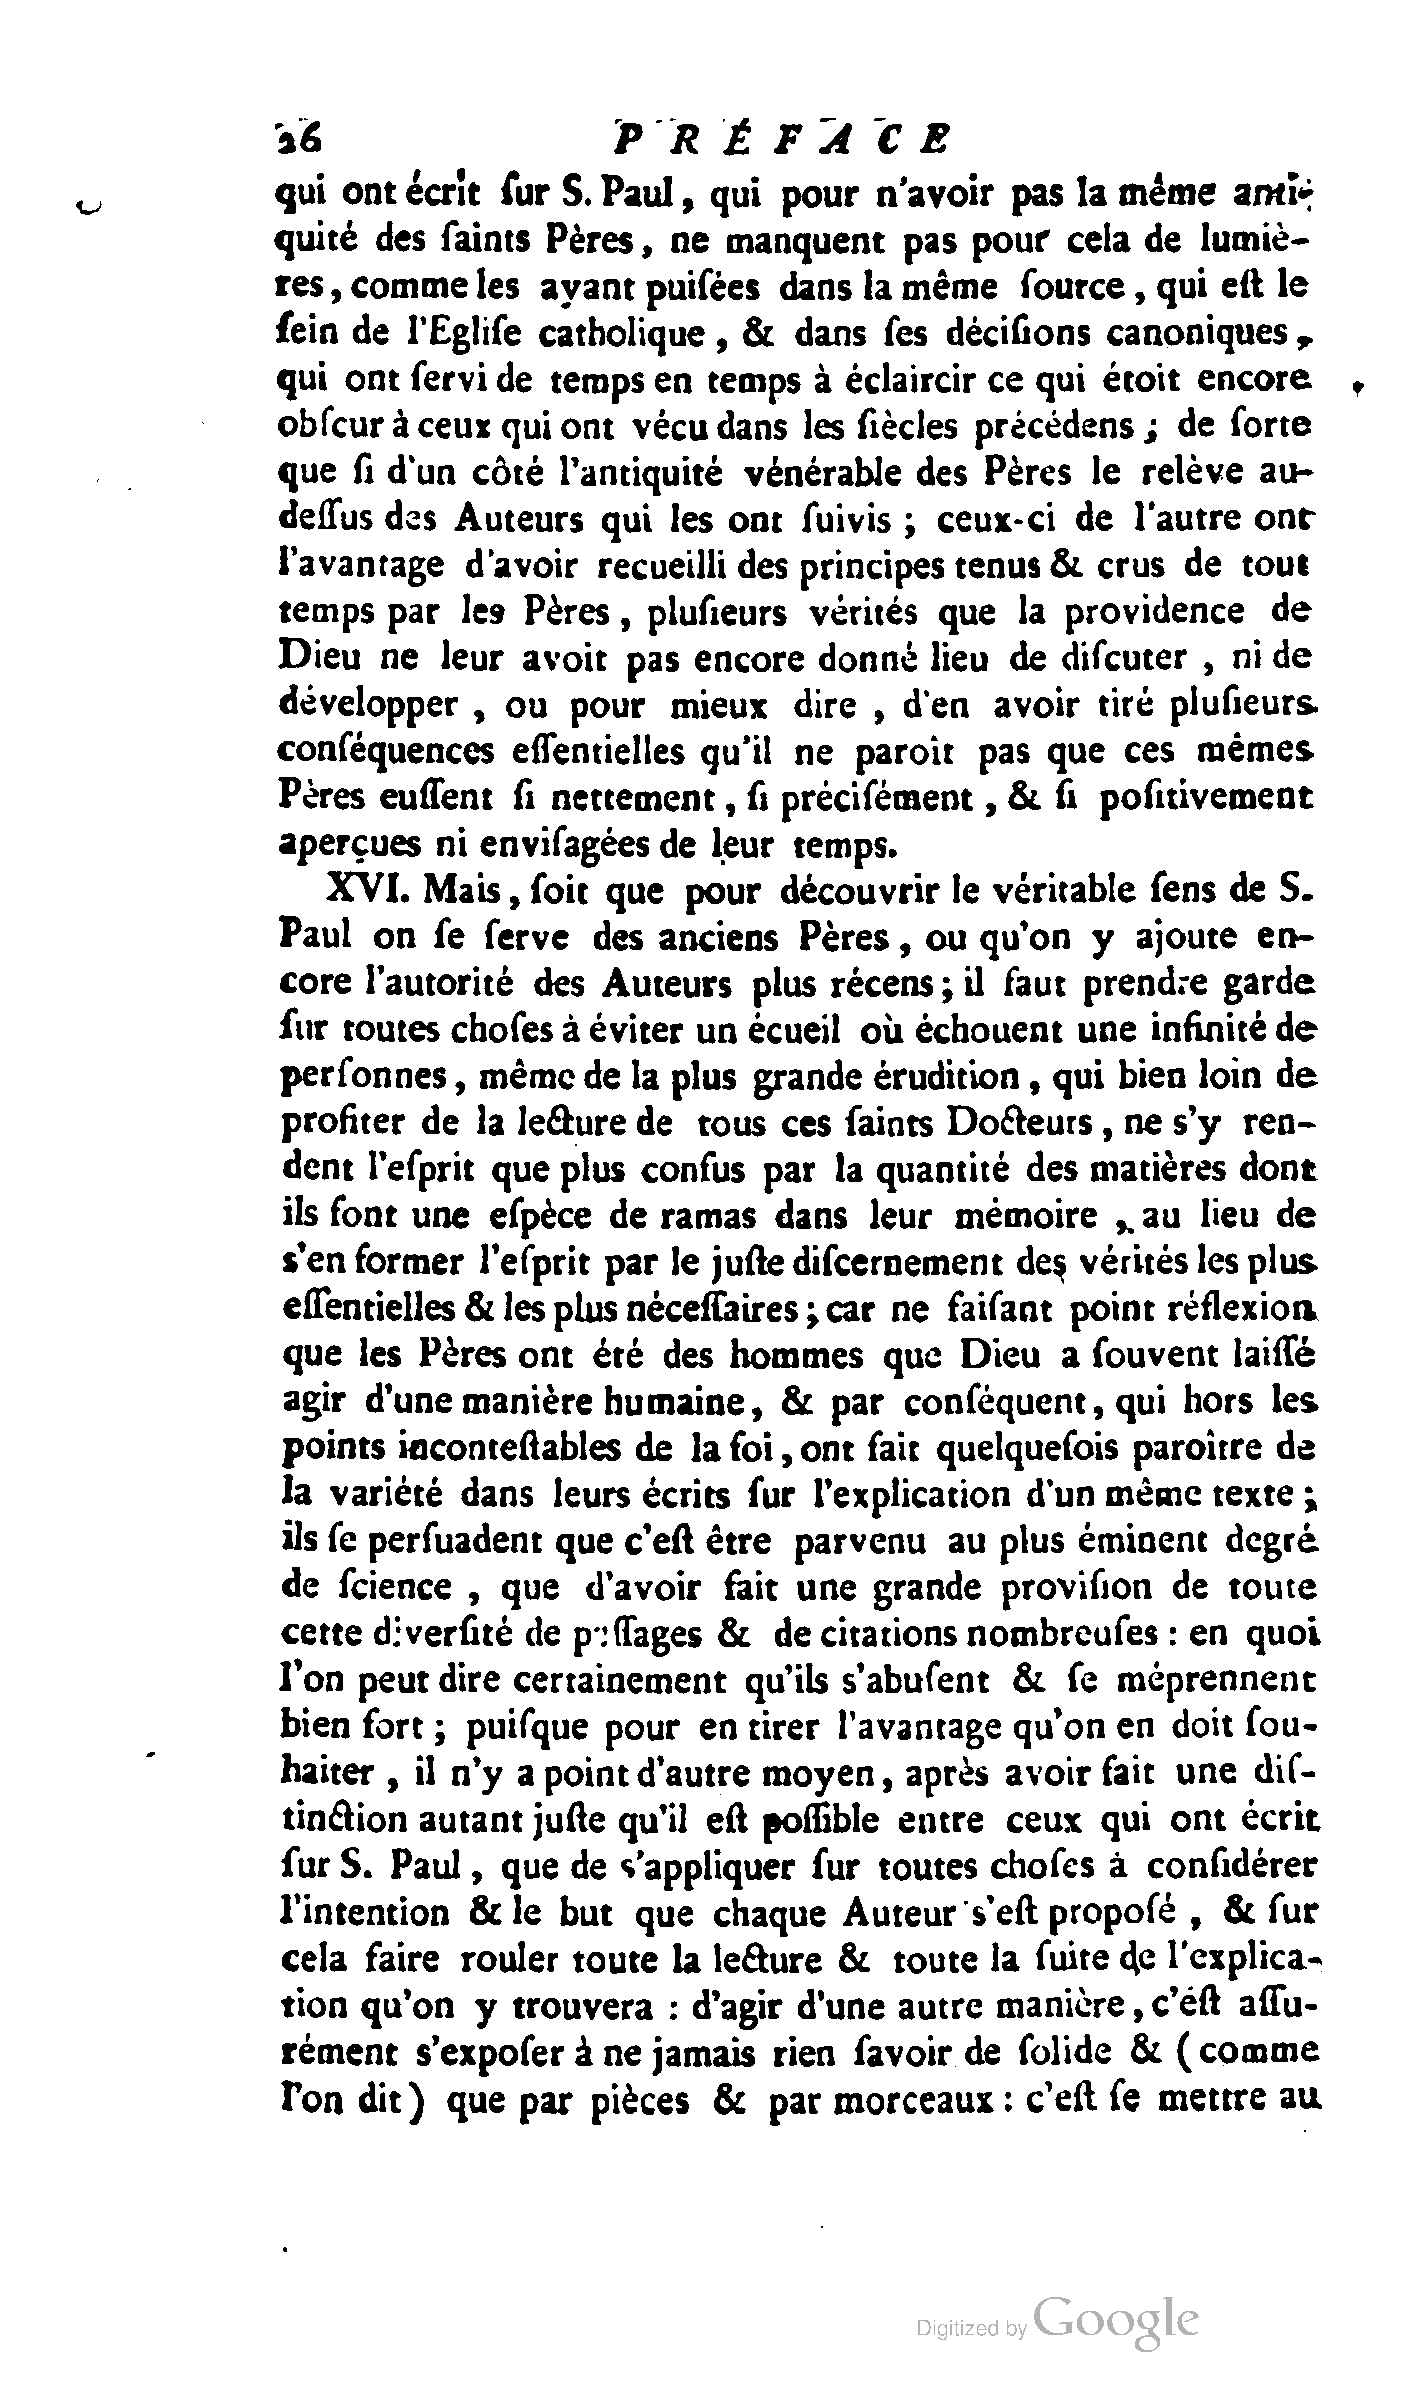 26 PRÉFACE
qui ont écrit ſur S. Paul, qui pour n'avoir pas la même anti-
quité des ſaints Pères, ne manquent pas pour cela de lumiè-
res, comme les ayant puiſées dans la même ſource, qui eſt le
ſein de l'Egliſe catholique, & dans ſes déciſions canoniques,
qui ont ſervi de temps en temps à éclaircir ce qui étoit encore
obſcur à ceux qui ont vécu dans les ſiècles précédens ; de ſorte
que ſi d'un côté l'antiquité vénérable des Pères le relève au-
deſſus des Auteurs qui les ont ſuivis ; ceux-ci de l'autre ont
l'avantage d'avoir recueilli des principes tenus & crus de tout
temps par les Pères, pluſieurs vérités que la providence de
Dieu ne leur avoit pas encore donné lieu de diſcuter, ni de
développer, ou pour mieux dire, d'en avoir tiré pluſieurs
conſéquences eſſentielles qu'il ne paroît pas que ces mêmes
Pères euſſent ſi nettement, ſi préciſément, & ſi poſitivement
aperçues ni enviſagées de leur temps.
XVI. Mais, ſoit que pour découvrir le véritable ſens de S.
Paul on ſe ſerve des anciens Pères, ou qu'on y ajoute en-
core l'autorité des Auteurs plus récens ; il faut prendre garde
ſur toutes choſes à éviter un écueil où échouent une infinité de
perſonnes, même de la plus grande érudition, qui bien loin de
profiter de la lecture de tous ces ſaints Docteurs, ne s'y ren-
dent l'eſprit que plus confus par la quantité des matières dont
ils font une eſpèce de ramas dans leur mémoire, au lieu de
s'en former l'eſprit par le juſte diſcernement des vérités les plus
eſſentielles & les plus néceſſaires ; car ne faiſant point réflexion
que les Pères ont été des hommes que Dieu a ſouvent laiſſé
agir d'une manière humaine, & par conſéquent, qui hors les
points inconteſtables de la foi, ont fait quelquefois paroître de
la variété dans leurs écrits ſur l'explication d'un même texte ;
ils ſe perſuadent que c'eſt être parvenu au plus éminent degré
de ſcience, que d'avoir fait une grande proviſion de toute
cette diverſité de paſſages & de citations nombreuſes : en quoi
l'on peut dire certainement qu'ils s'abuſent & ſe méprennent
bien fort ; puiſque pour en tirer l'avantage qu'on en doit ſou-
haiter, il n'y a point d'autre moyen, après avoir fait une diſ-
tinction autant juſte qu'il eſt poſſible entre ceux qui ont écrit
ſur S. Paul, que de s'appliquer ſur toutes choſes à conſidérer
l'intention & le but que chaque Auteur s'eſt propoſé, & ſur
cela faire rouler toute la lecture & toute la ſuite de l'explica-
tion qu'on y trouvera : d'agir d'une autre manière, c'éſt aſſu-
rément s'expoſer à ne jamais rien ſavoir de ſolide & (comme
l'on dit) que par pièces & par morceaux : c'eſt ſe mettre au
Digitized by Google